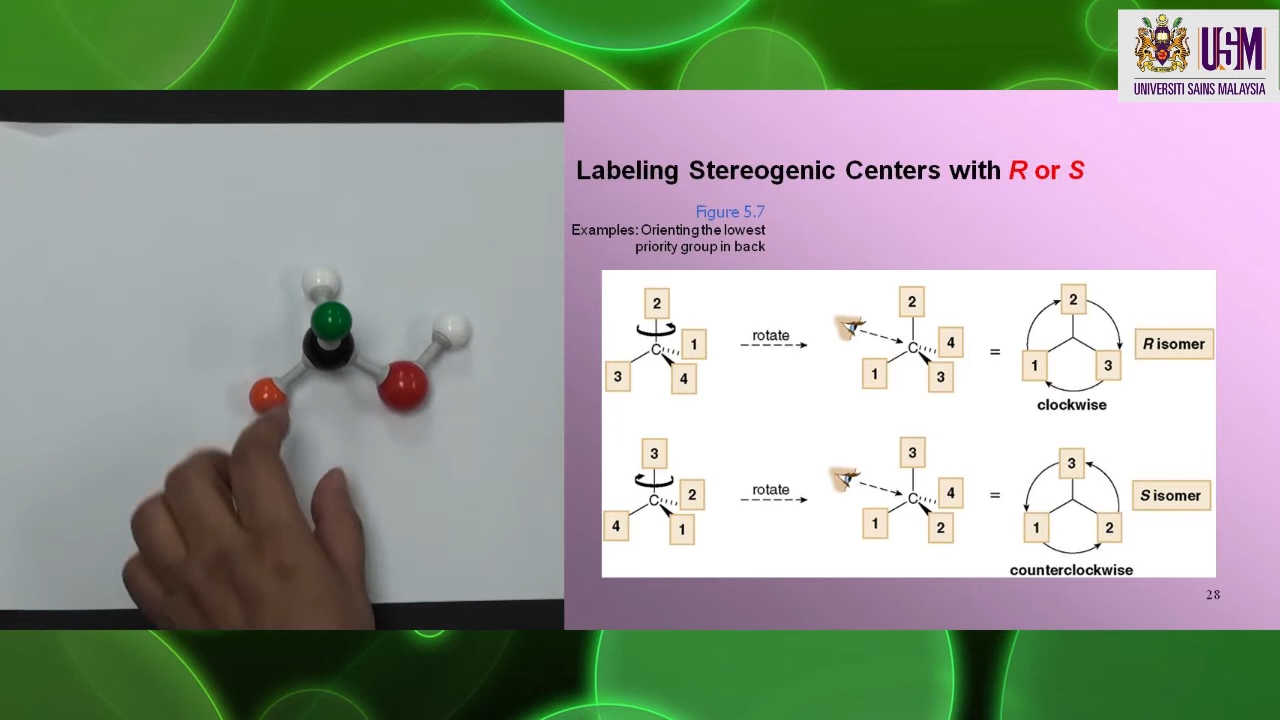 USM
UNIVERSITI SAINS MALAYSIA
Labeling Stereogenic Centers with R or S
Figure 5.7
Examples: Orienting the lowest
priority group in back
2
C
1
3
4
rotate
2
C
4
1
3
=
2
1
3
clockwise
R isomer
3
C
2
4
1
rotate
3
C
4
1
2
=
3
1
2
counterclockwise
S isomer
28